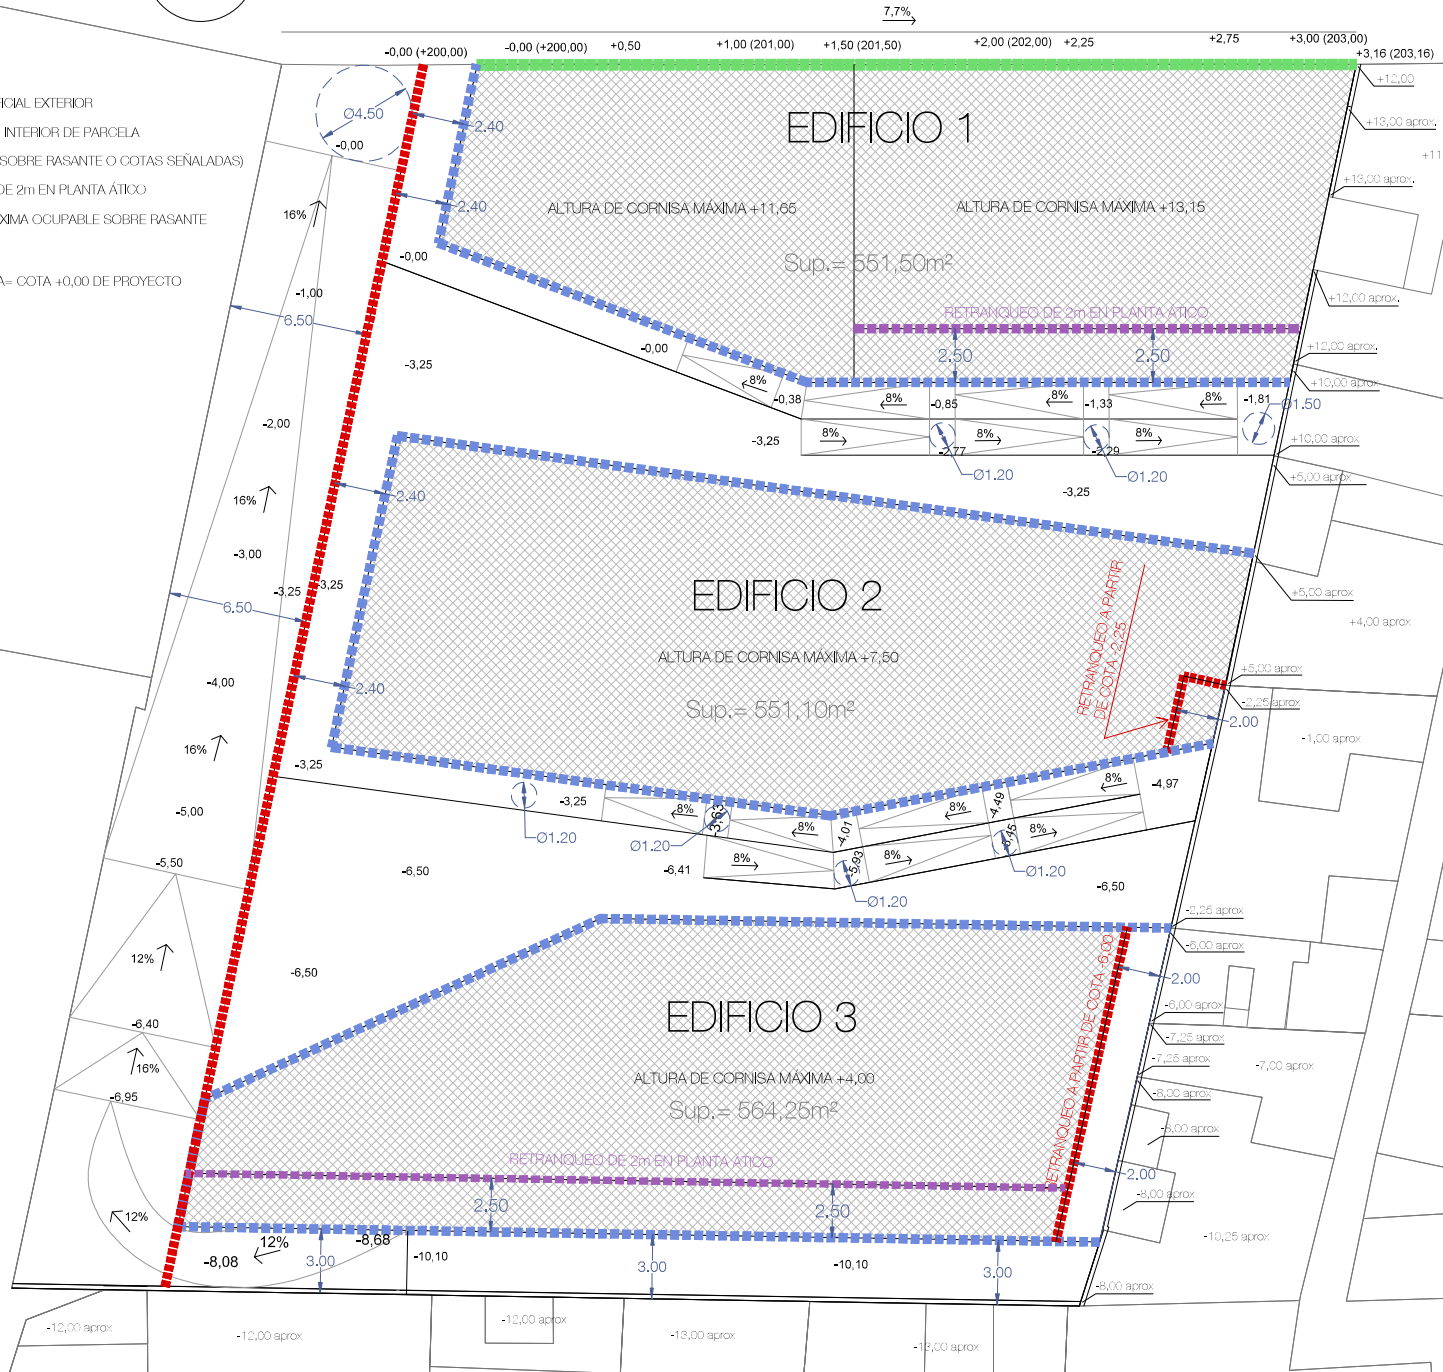 7,7%
-0,00 (+200,00)
-0,00 (+200,00)
+0,50
+1,00 (201,00)
+1,50 (201,50)
+2,00 (202,00)
+2,25
+2,75
+3,00 (203,00)
+3,16 (203,16)
+12,00
EXTERIOR
INTERIOR DE PARCELA
SOBRE RASANTE O COTAS SEÑALADAS)
DE 2m EN PLANTA ÁTICO
OCUPABLE SOBRE RASANTE
= COTA +0,00 DE PROYECTO
Ø4.50
-0,00
2.40
EDIFICIO 1
+13,00 aprox.
+11
+13,00 aprox.
16%
2.40
ALTURA DE CORNISA MÁXIMA +11,65
ALTURA DE CORNISA MÁXIMA +13,15
-0,00
Sup.= 551,50m²
-1,00
6.50
RETRANQUEO DE 2m EN PLANTA ÁTICO
+12,00 aprox.
-0,00
2.50
2.50
+12,00 aprox.
-3,25
8%
+10,00 aprox
-0,38
8%
-0,85
8%
-1,33
8%
-1,81
Ø1.50
-2,00
-3,25
8%
8%
8%
+10,00 aprox
-2,77
-2,29
Ø1.20
Ø1.20
+5,00 aprox
16%
2.40
-3,25
-3,00
-3,25
-3,25
6.50
EDIFICIO 2
RETRANQUEO A PARTIR
DE COTA -2,25
+5,00 aprox
+4,00 aprox
ALTURA DE CORNISA MÁXIMA +7,50
-4,00
2.40
Sup.= 551,10m²
+5,00 aprox
-2,25 aprox
2.00
-1,00 aprox
16%
-3,25
-3,25
-5,00
Ø1.20
8%
-3,63
8%
-4,01
8%
-4,49
8%
-4,97
Ø1.20
8%
8%
8%
-5,93
-5,45
-5,50
-6,50
-6,41
Ø1.20
Ø1.20
-6,50
-2,25 aprox
-6,00 aprox
12%
-6,50
2.00
EDIFICIO 3
RETRANQUEO A PARTIR DE COTA -6,00
-6,00 aprox
-7,25 aprox
-6,40
16%
-7,25 aprox
-7,00 aprox
ALTURA DE CORNISA MÁXIMA +4,00
-6,95
Sup.= 564,25m²
-8,00 aprox
-8,00 aprox
RETRANQUEO DE 2m EN PLANTA ÁTICO
2.00
-8,00 aprox
2.50
2.50
12%
12%
-8,68
-8,08
3.00
-10,10
3.00
-10,10
3.00
-10,25 aprox
-8,00 aprox
-12,00 aprox
-12,00 aprox
-12,00 aprox
-13,00 aprox
-13,00 aprox